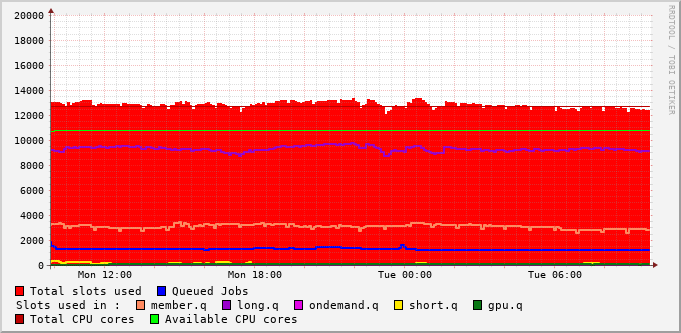 RRDTOOL / TOBI OETIKER
20000
18000
16000
14000
12000
10000
8000
6000
4000
2000
0
Mon 12:00 Mon 18:00 Tue 00:00 Tue 06:00
Total slots used Queued Jobs
Slots used in : member.q long.q ondemand.q short.q gpu.q
Total CPU cores Available CPU cores